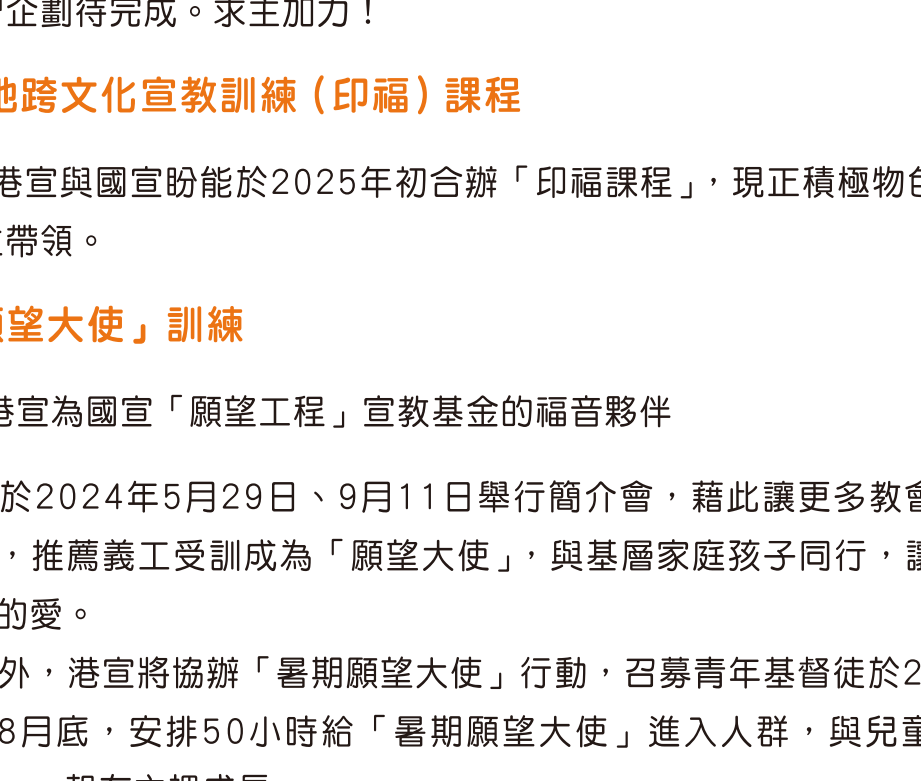 企劃待完成。求主加力！
地跨文化宣教訓練（印福）課程
港宣與國宣盼能於2025年初合辦「印福課程」，現正積極物色
帶領。
願望大使」訓練
港宣為國宣「願望工程」宣教基金的福音夥伴
於2024年5月29日、9月11日舉行簡介會，藉此讓更多教會
，推薦義工受訓成為「願望大使」，與基層家庭孩子同行，讓
的愛。
外，港宣將協辦「暑期願望大使」行動，召募青年基督徒於2
8月底，安排50小時給「暑期願望大使」進入人群，與兒童